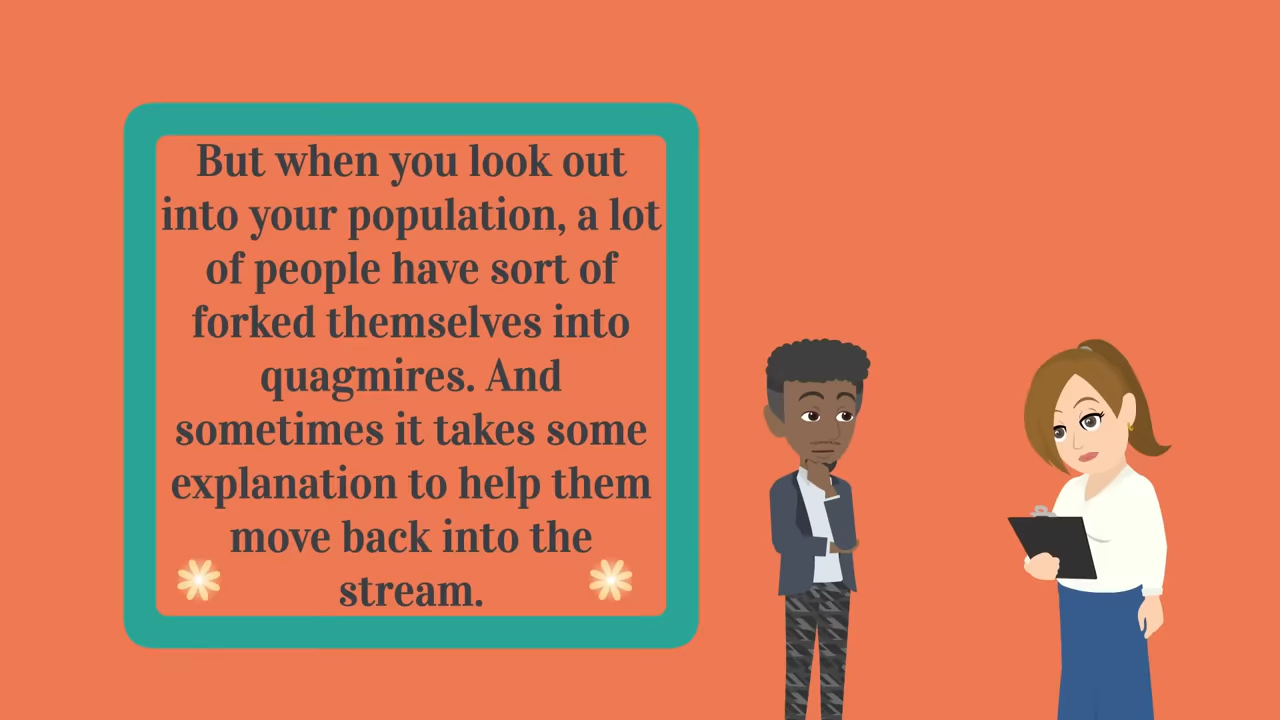 But when you look out
into your population, a lot
of people have sort of
forked themselves into
quagmires. And
sometimes it takes some
explanation to help them
move back into the
stream.